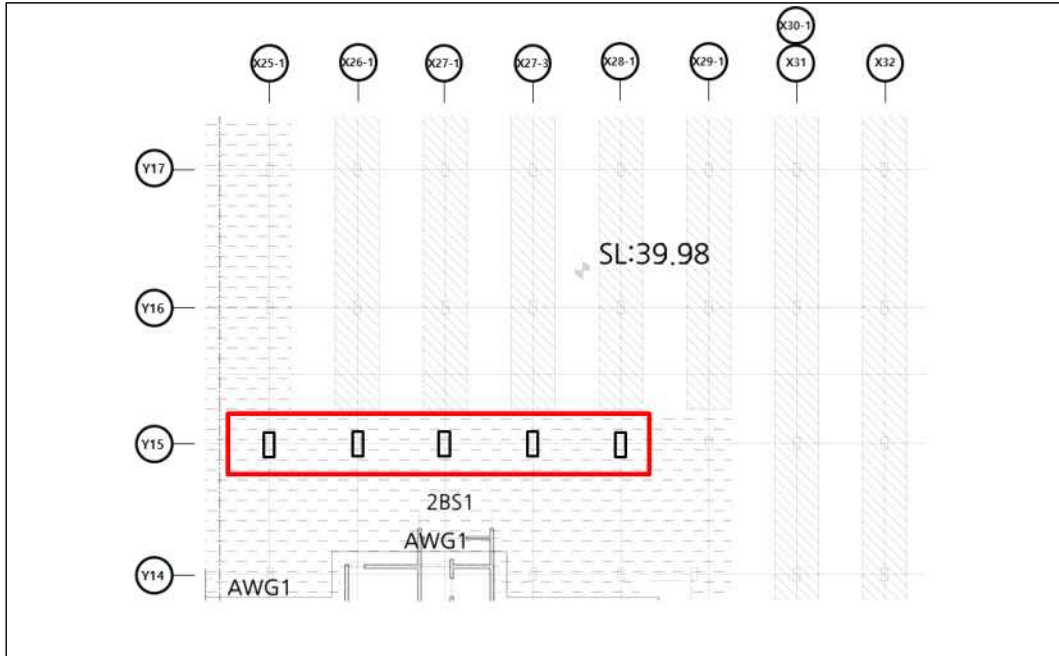 X30-1
X25-1 X26-1 X27-1 X27-3 X28-1 X29-1 X31 X32
Y17
SL:39.98
Y16
Y15
2BS1
AWG1
Y14
AWG1